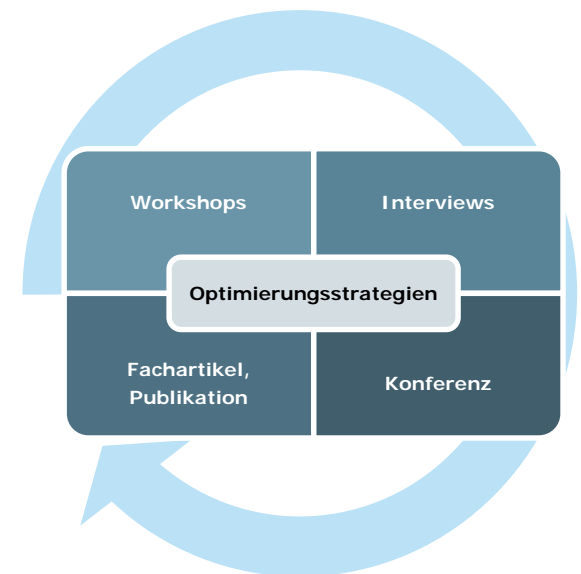 Workshops
Interviews
Optimierungsstrategien
Fachartikel,
Publikation
Konferenz